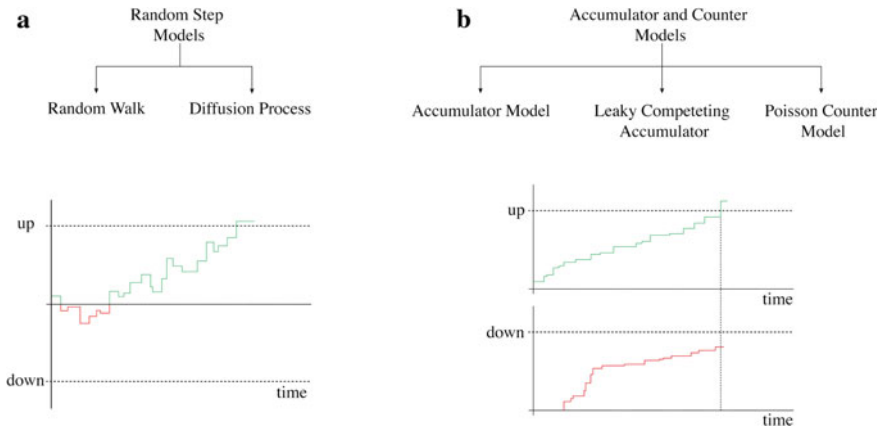 a
Random Step
Models
Random Walk
Diffusion Process
up
down
time
b
Accumulator and Counter
Models
Accumulator Model
Leaky Competeting
Accumulator
Poisson Counter
Model
up
time
down
time